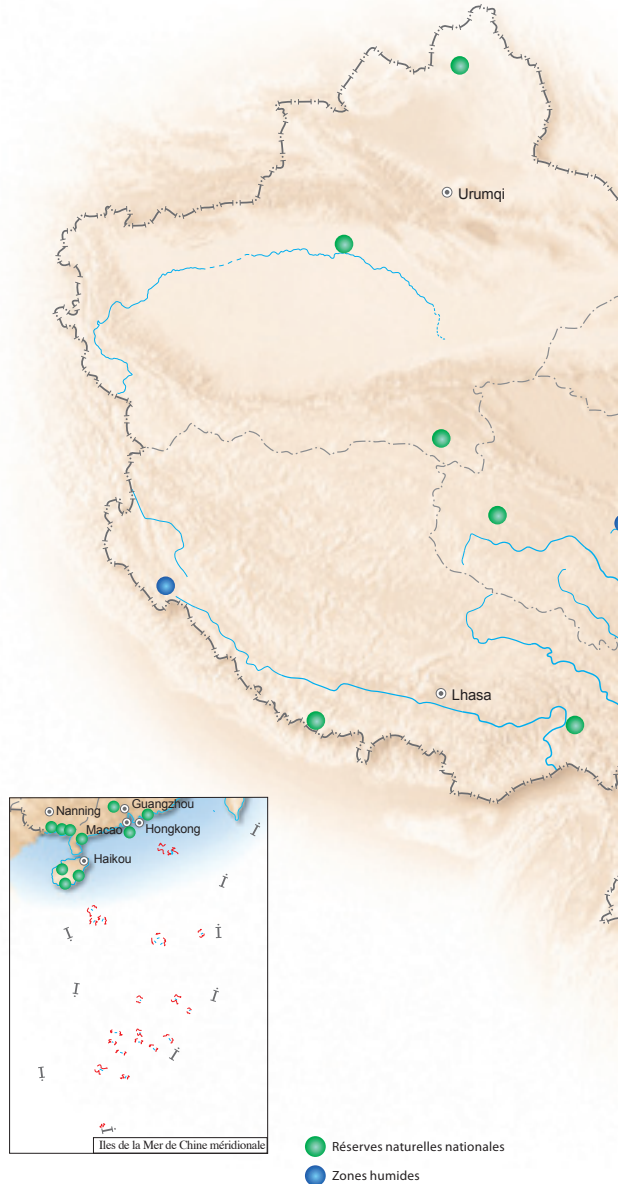 Urumqi
Lhasa
Nanning
Guangzhou
Macao
Hongkong
Haikou
Iles de la Mer de Chine méridionale
Réserves naturelles nationales
Zones humides